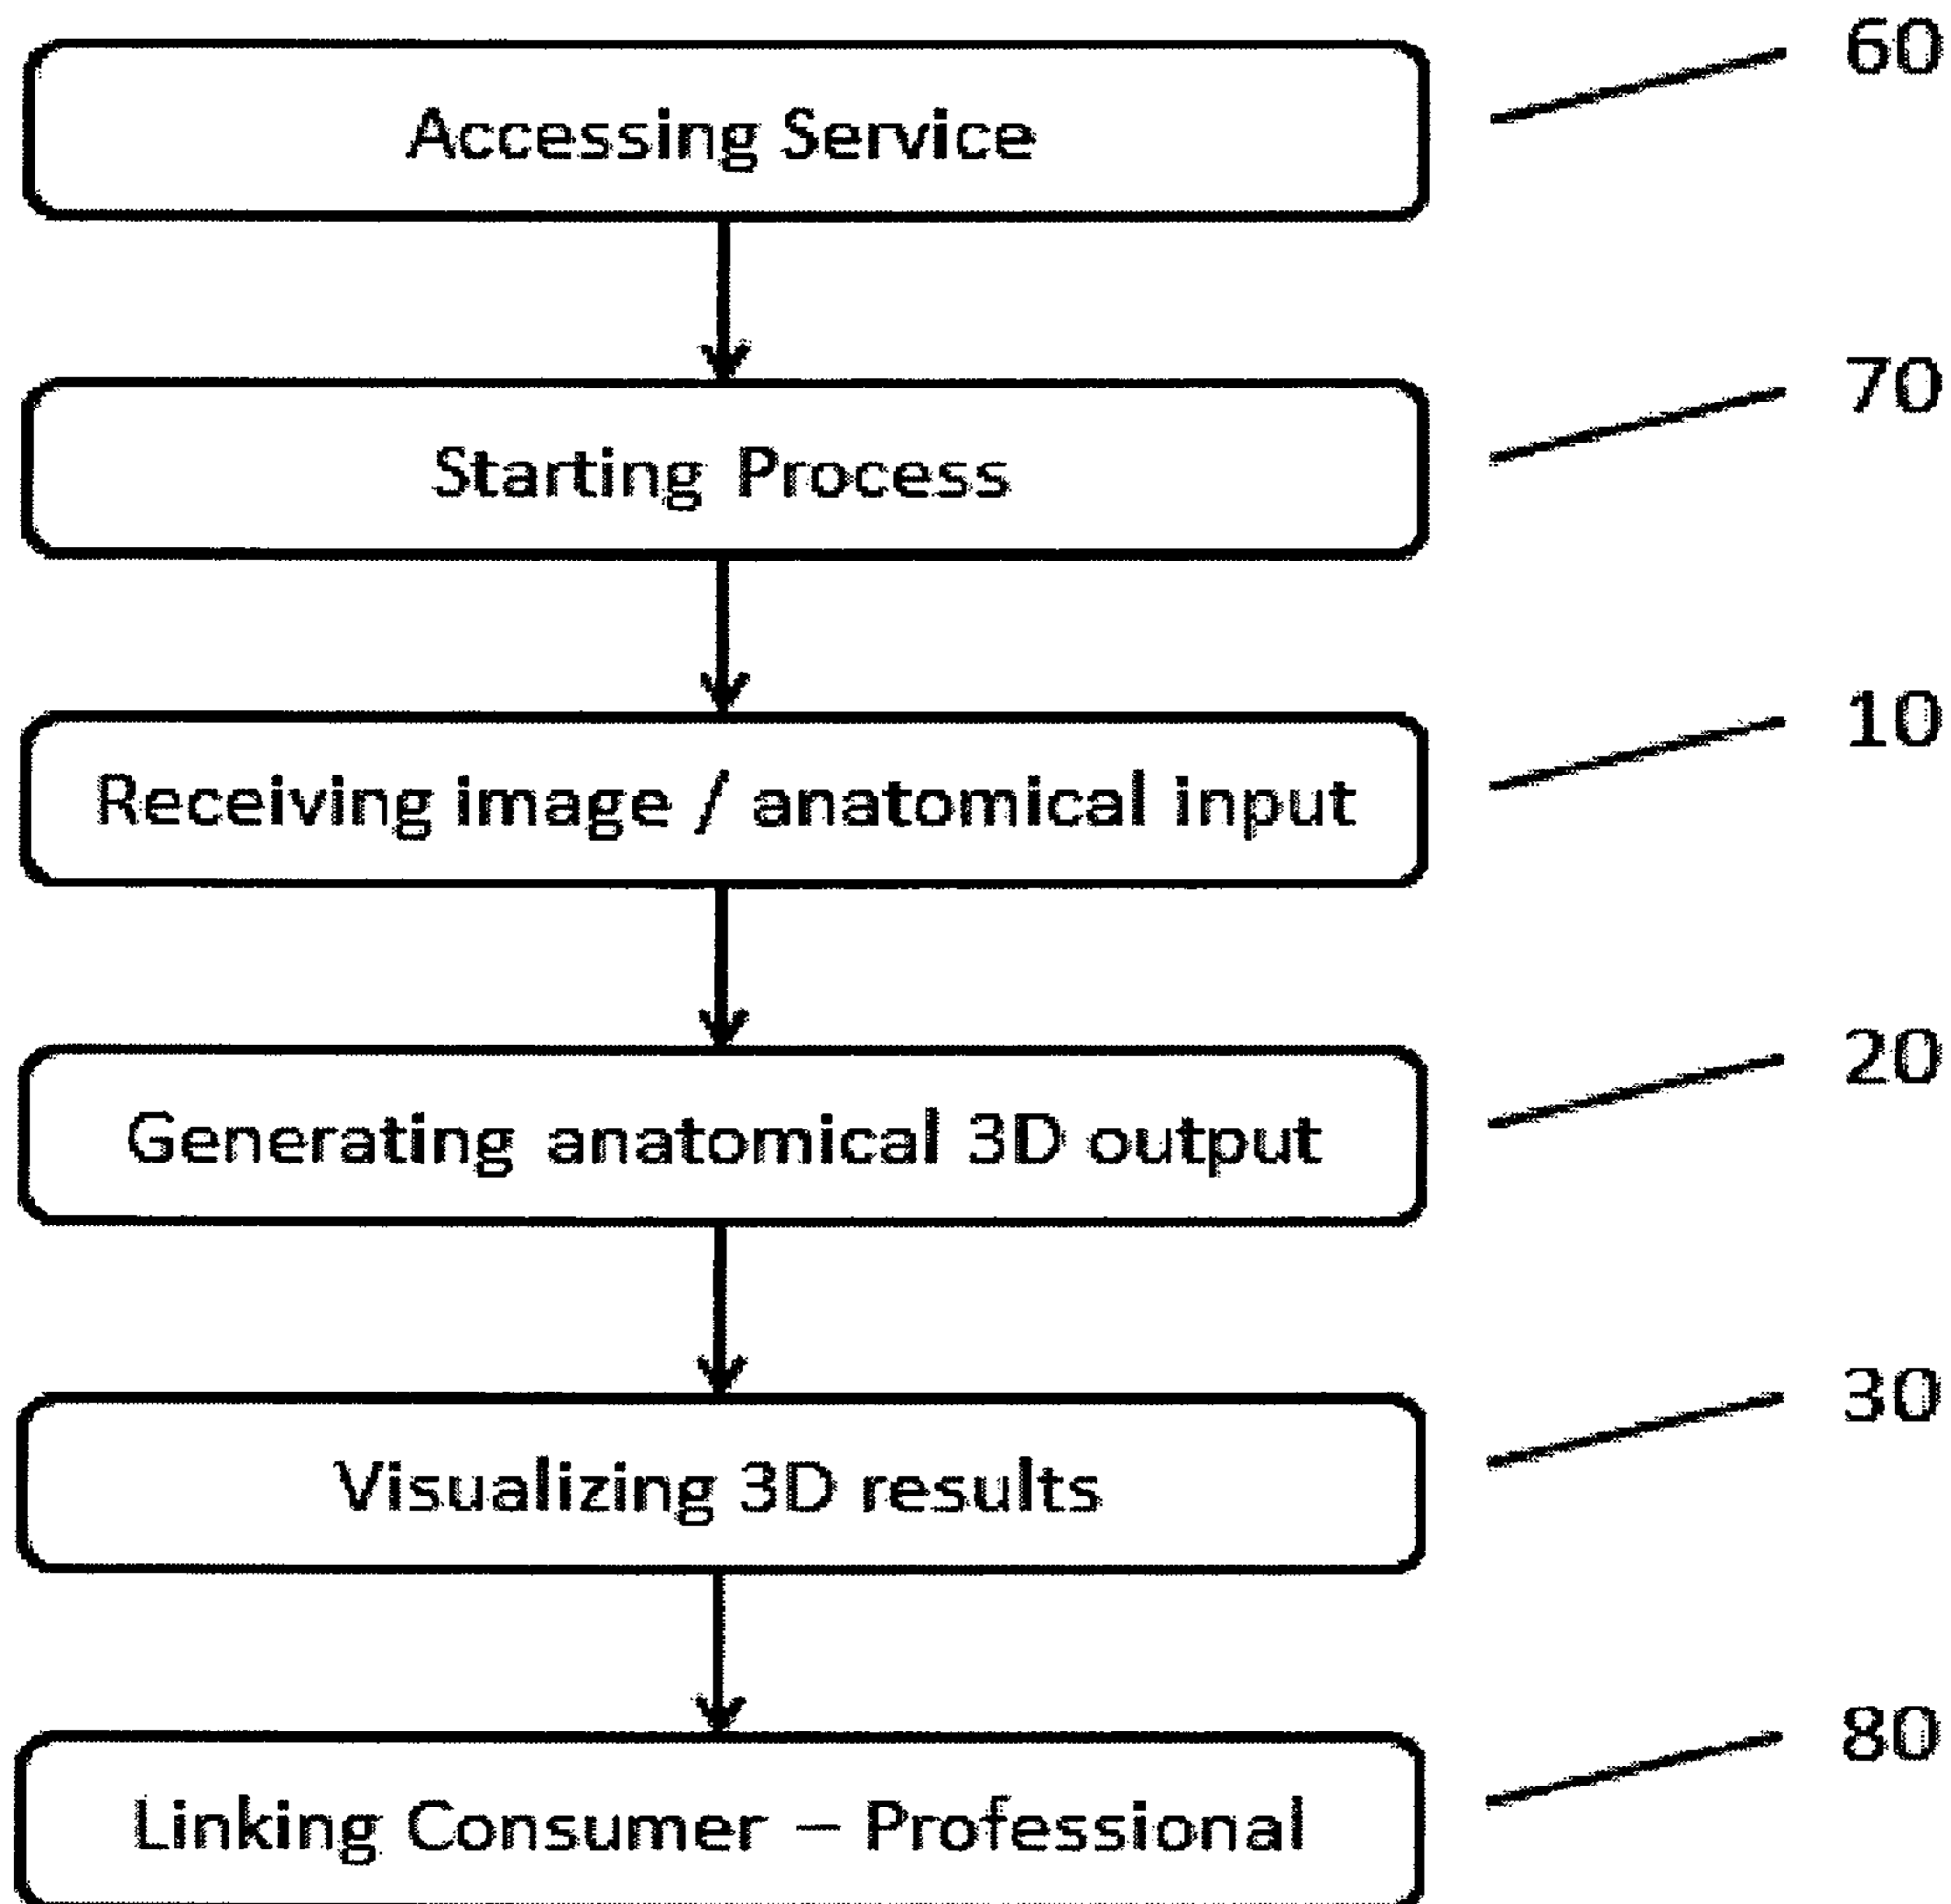 Accessing Service
60
Starting Process
70
Receiving image / anatomical input
10
Generating anatomical 3D output
20
Visualizing 3D results
30
Linking Consumer – Professional
80